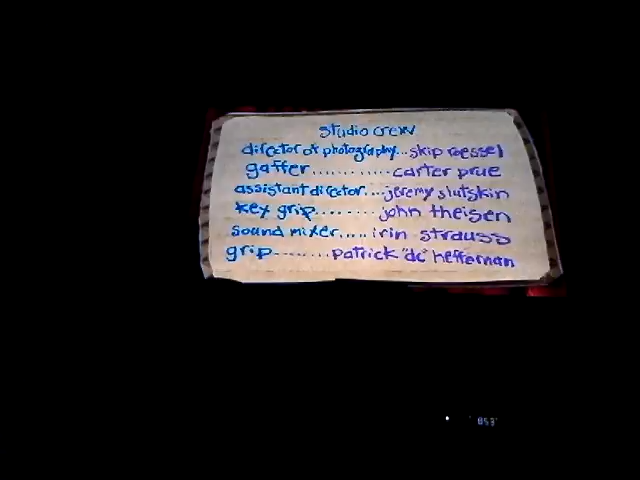 studio crew
director of photography...skip roessel
gaffer............carter prue
assistant director....jeremy slutskin
key grip.........john theisen
sound mixer.....irin strauss
grip........patrick "dc" heffernan